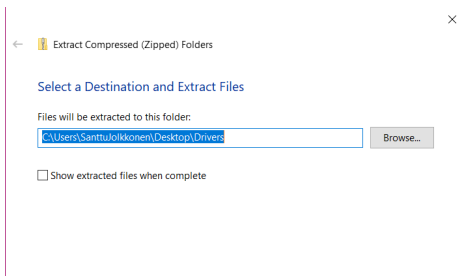 Extract Compressed (Zipped) Folders
Select a Destination and Extract Files
Files will be extracted to this folder:
C:\Users\SanttuJolkkonen\Desktop\Drivers
Browse...
Show extracted files when complete